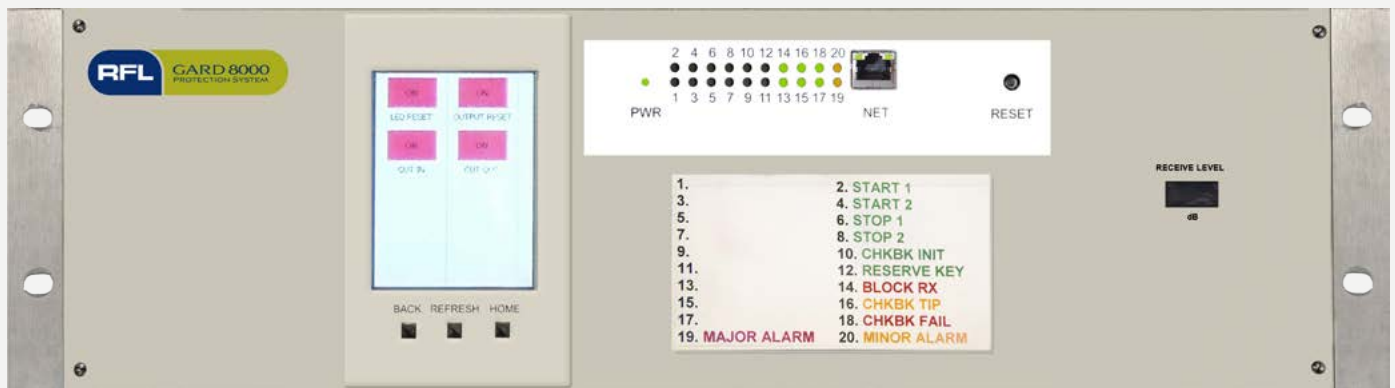 RFL GARD 8000
PROTECTION SYSTEM
ON ON
LED RESET OUTPUT RESET
ON ON
CUT IN CUT OUT
BACK REFRESH HOME
2 4 6 8 10 12 14 16 18 20
1 3 5 7 9 11 13 15 17 19
PWR NET RESET
1. 2. START 1
3. 4. START 2
5. 6. STOP 1
7. 8. STOP 2
9. 10. CHKBK INIT
11. 12. RESERVE KEY
13. 14. BLOCK RX
15. 16. CHKBK TIP
17. 18. CHKBK FAIL
19. MAJOR ALARM 20. MINOR ALARM
RECEIVE LEVEL
dB